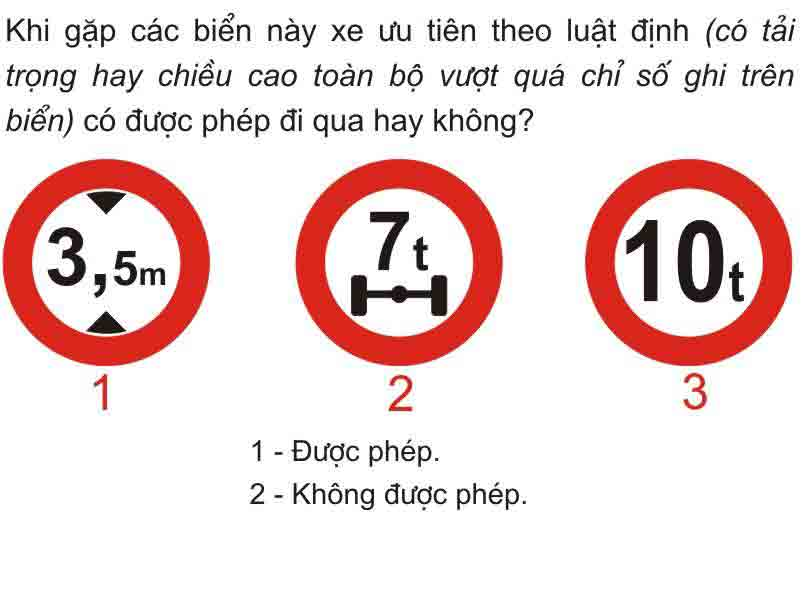 Khi gặp các biển này xe ưu tiên theo luật định (có tải
trọng hay chiều cao toàn bộ vượt quá chỉ số ghi trên
biển) có được phép đi qua hay không?
3,5m
7t
10t
1
2
3
1 - Được phép.
2 - Không được phép.